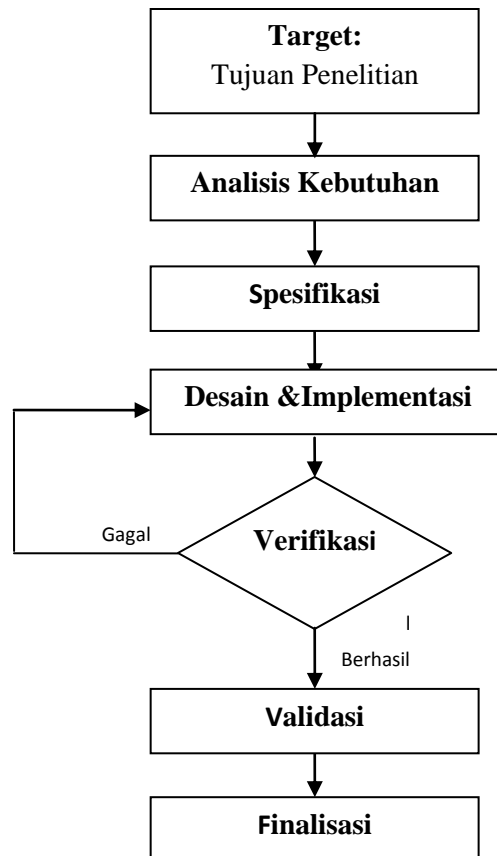 Target:
Tujuan Penelitian
Analisis Kebutuhan
Spesifikasi
Desain &Implementasi
Gagal
Verifikasi
l
Berhasil
Validasi
Finalisasi